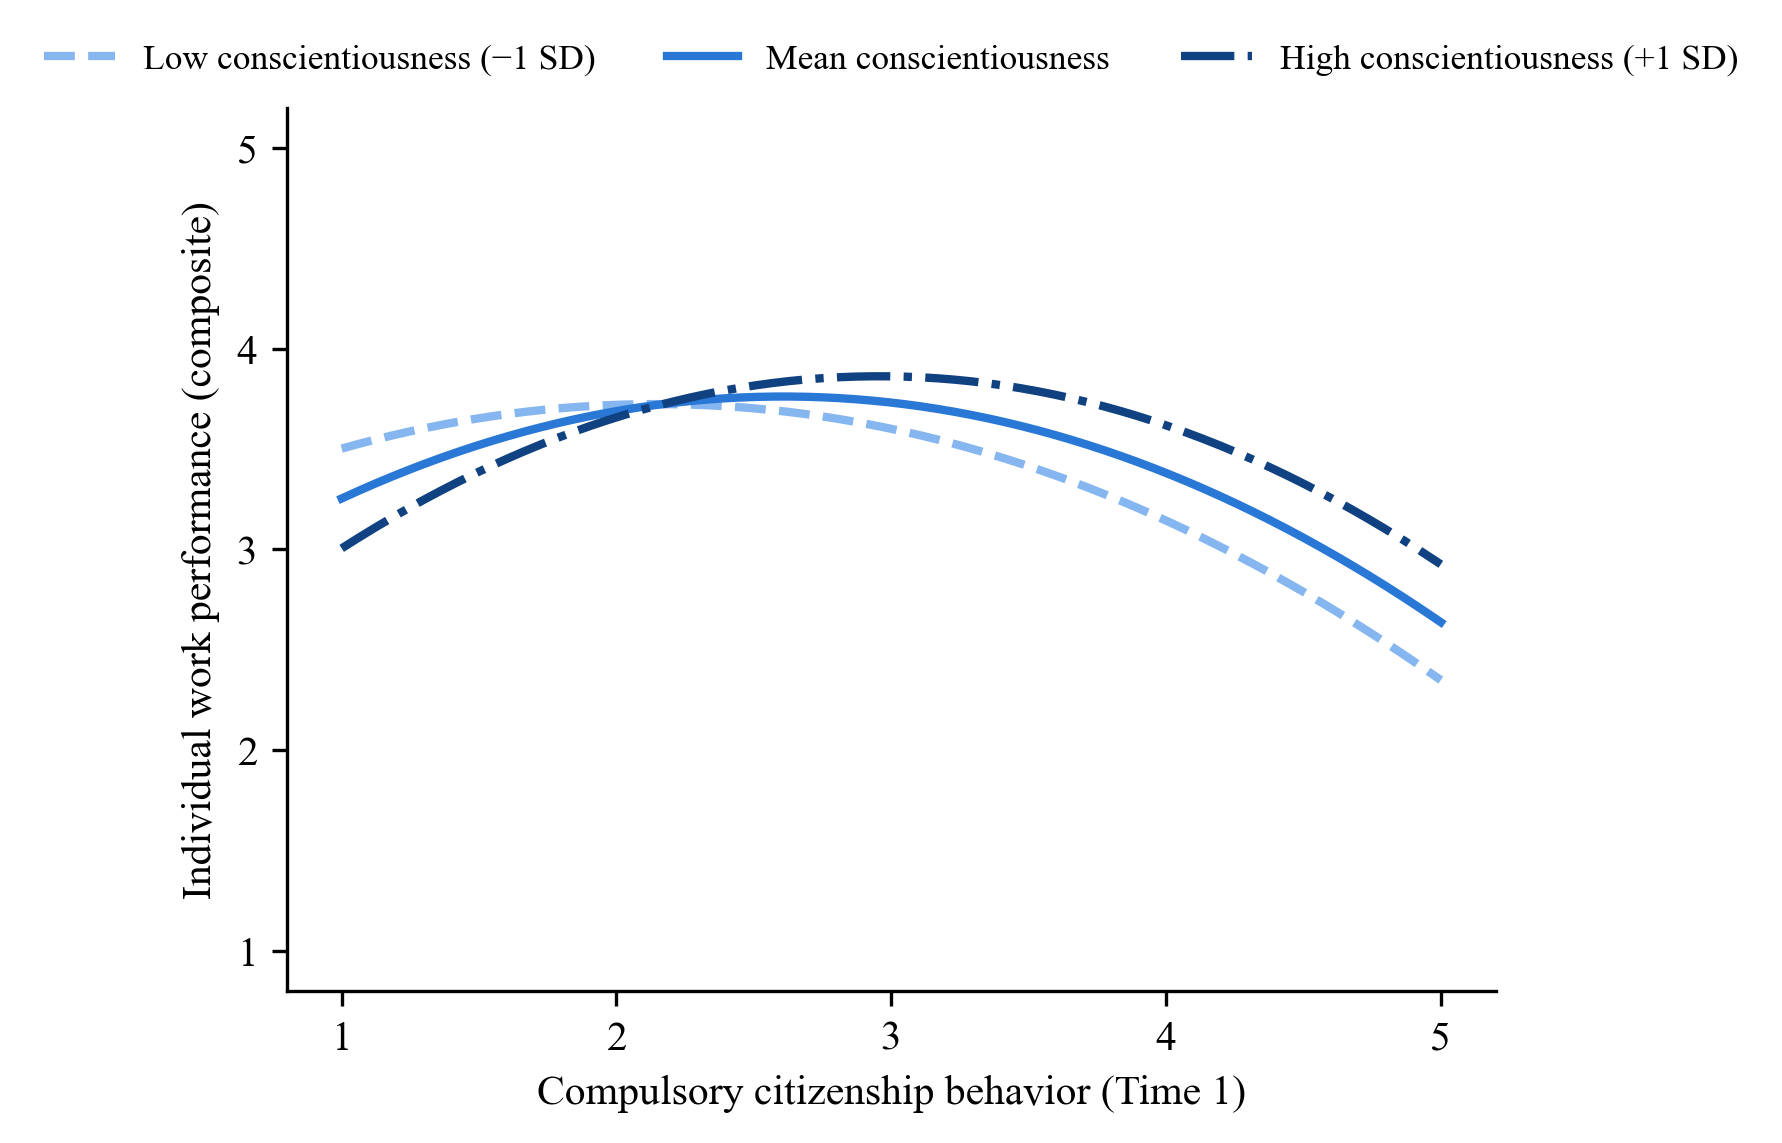 Low conscientiousness (−1 SD)
Mean conscientiousness
High conscientiousness (+1 SD)
Individual work performance (composite)
5
4
3
2
1
1
2
3
4
5
Compulsory citizenship behavior (Time 1)